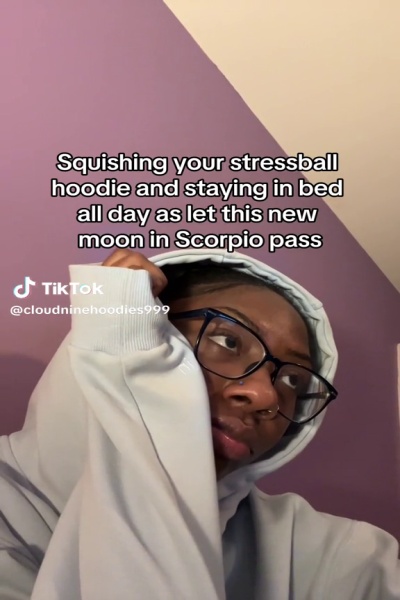 Squishing your stressball
hoodie and staying in bed
all day as let this new
moon in Scorpio pass
TikTok
@cloudninehoodies999